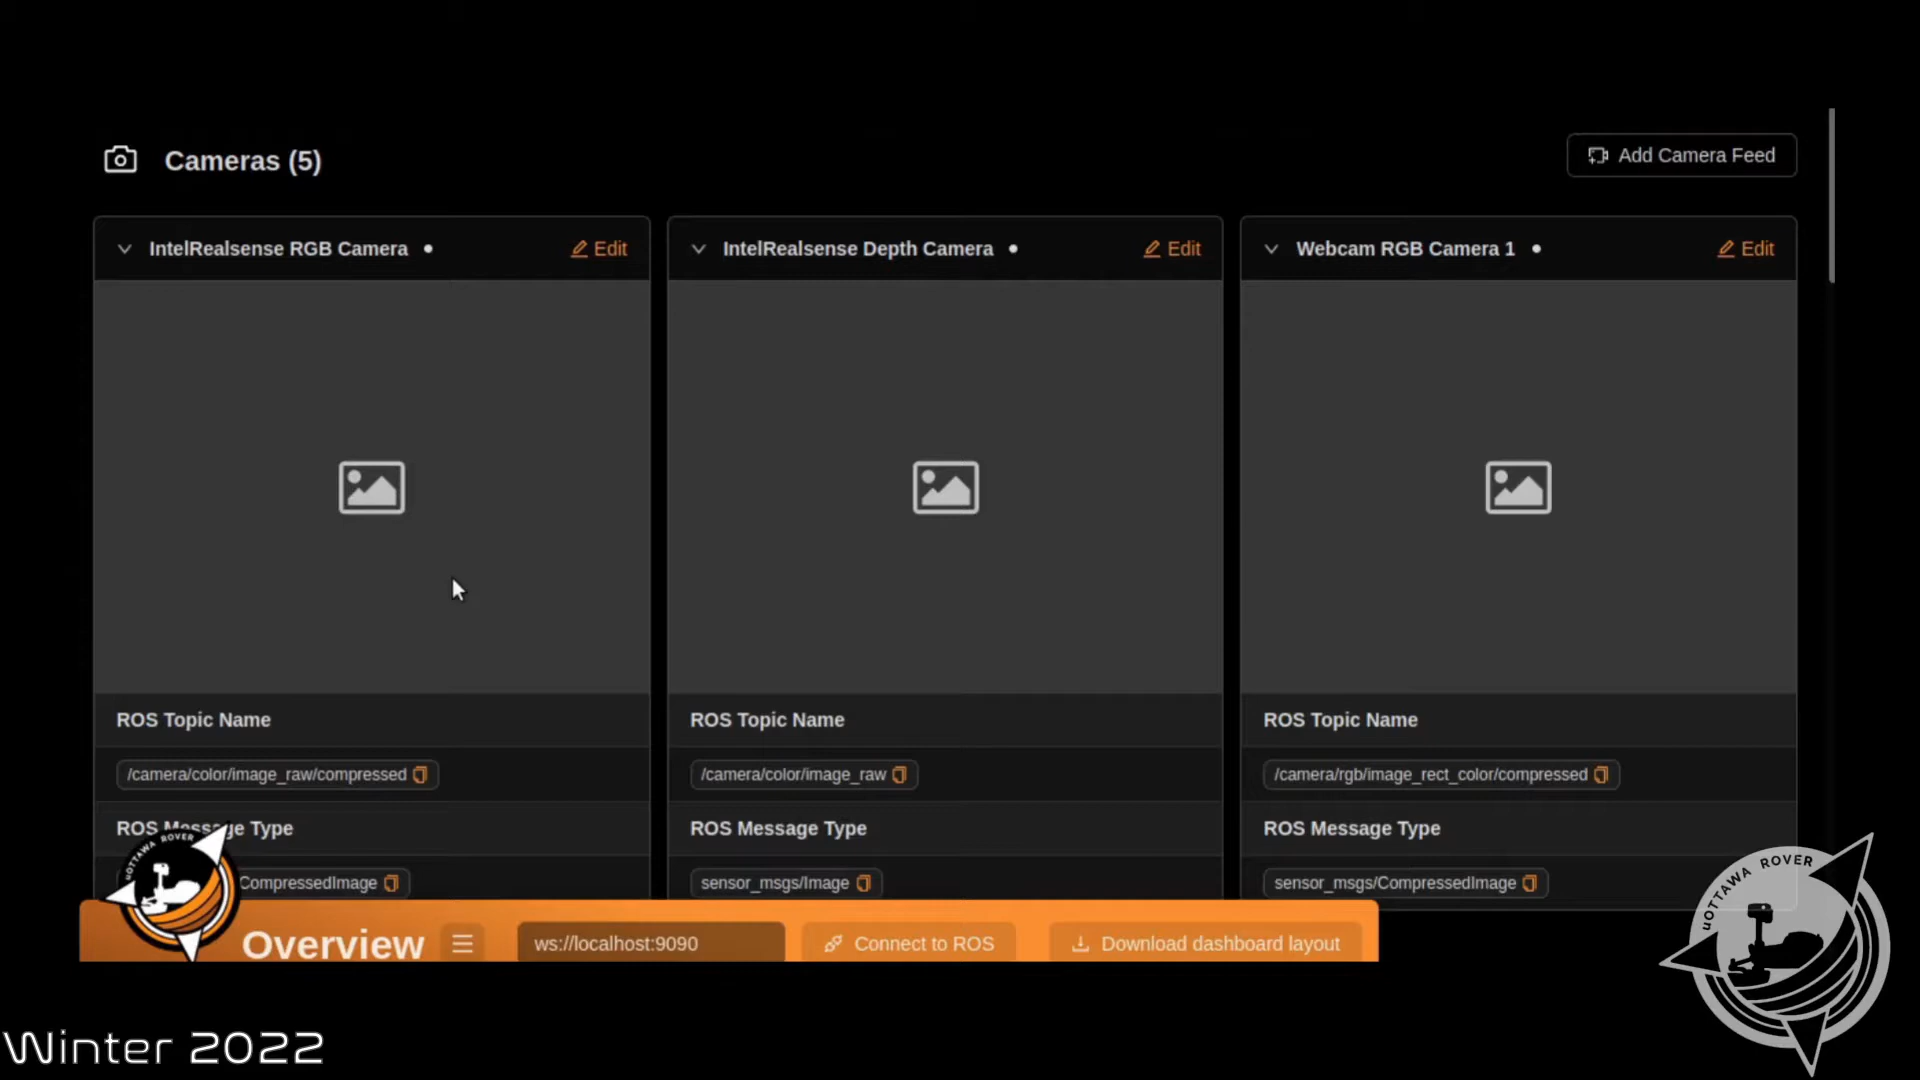 Cameras (5)
Add Camera Feed
IntelRealsense RGB Camera
Edit
IntelRealsense Depth Camera
Edit
Webcam RGB Camera 1
Edit
ROS Topic Name
ROS Topic Name
ROS Topic Name
/camera/color/image_raw/compressed
/camera/color/image_raw
/camera/rgb/image_rect_color/compressed
ROS Message Type
ROS Message Type
ROS Message Type
CompressedImage
sensor_msgs/Image
sensor_msgs/CompressedImage
uOTTAWA ROVER
Overview
ws://localhost:9090
Connect to ROS
Download dashboard layout
uOTTAWA ROVER
Winter 2022